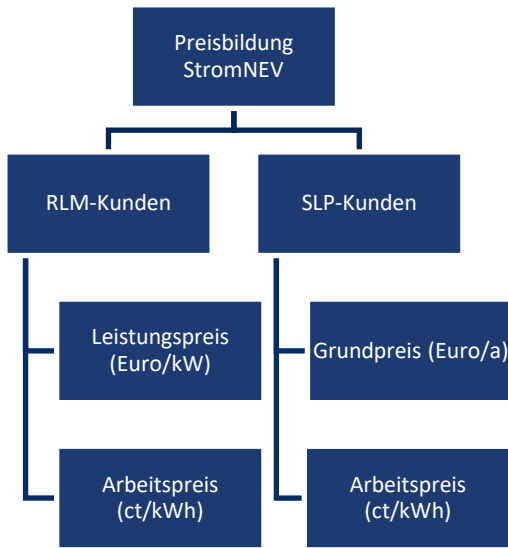 Preisbildung
StromNEV
RLM-Kunden
SLP-Kunden
Leistungspreis
(Euro/kW)
Grundpreis (Euro/a)
Arbeitspreis
(ct/kWh)
Arbeitspreis
(ct/kWh)